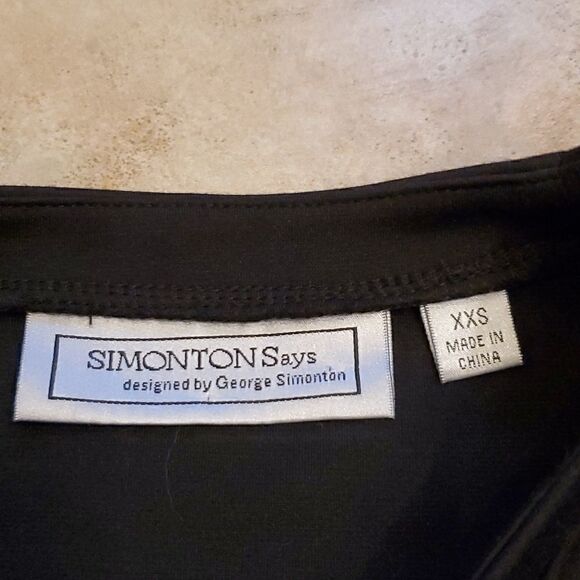 SIMONTON Says
designed by George Simonton
XXS
MADE IN
CHINA